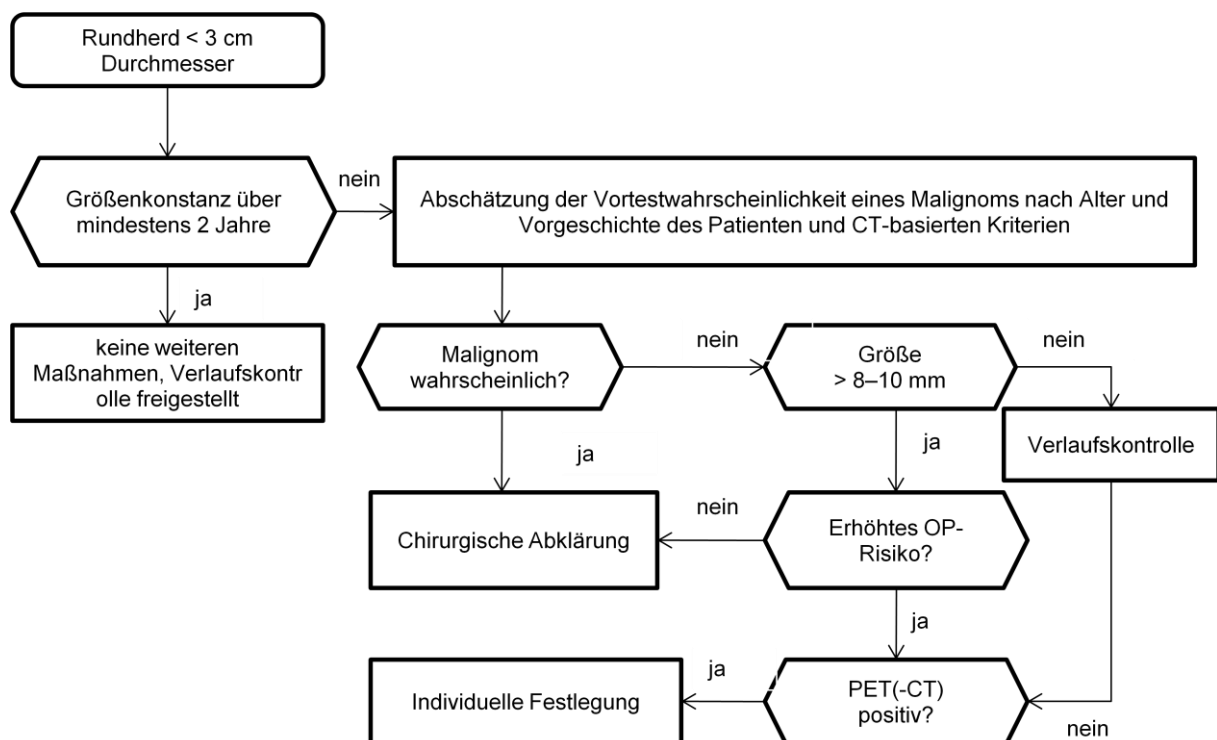 Rundherd < 3 cm
Durchmesser
Größenkonstanz über
mindestens 2 Jahre
nein
Abschätzung der Vortestwahrscheinlichkeit eines Malignoms nach Alter und
Vorgeschichte des Patienten und CT-basierten Kriterien
ja
keine weiteren
Maßnahmen, Verlaufskontr
olle freigestellt
Malignom
wahrscheinlich?
nein
Größe
> 8–10 mm
nein
Verlaufskontrolle
ja
ja
Chirurgische Abklärung
nein
Erhöhtes OP-
Risiko?
ja
Individuelle Festlegung
ja
PET(-CT)
positiv?
nein